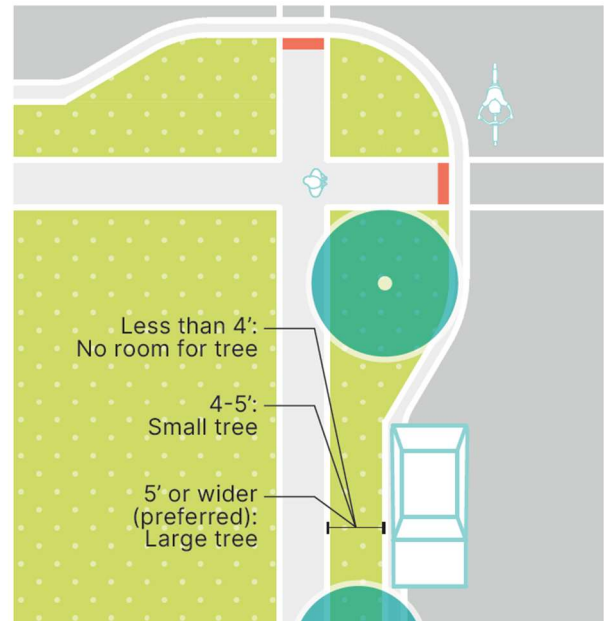 Less than 4’:
No room for tree
4-5’:
Small tree
5’ or wider
(preferred):
Large tree